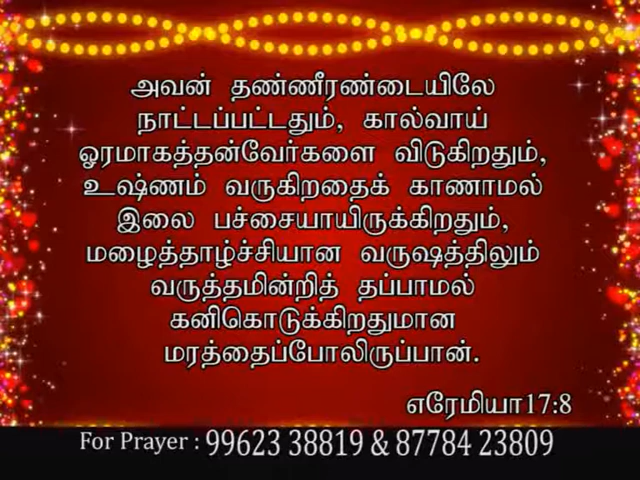 அவன் தண்ணீரண்டையிலே
நாட்டப்பட்டதும், கால்வாய்
ஓரமாகத்தன்வேர்களை விடுகிறதும்,
உஷ்ணம் வருகிறதைக் காணாமல்
இலை பச்சையாயிருக்கிறதும்,
மழைத்தாழ்ச்சியான வருஷத்திலும்
வருத்தமின்றித் தப்பாமல்
கனிகொடுக்கிறதுமான
மரத்தைப்போலிருப்பான்.
எரேமியா17:8
For Prayer : 99623 38819 & 87784 23809